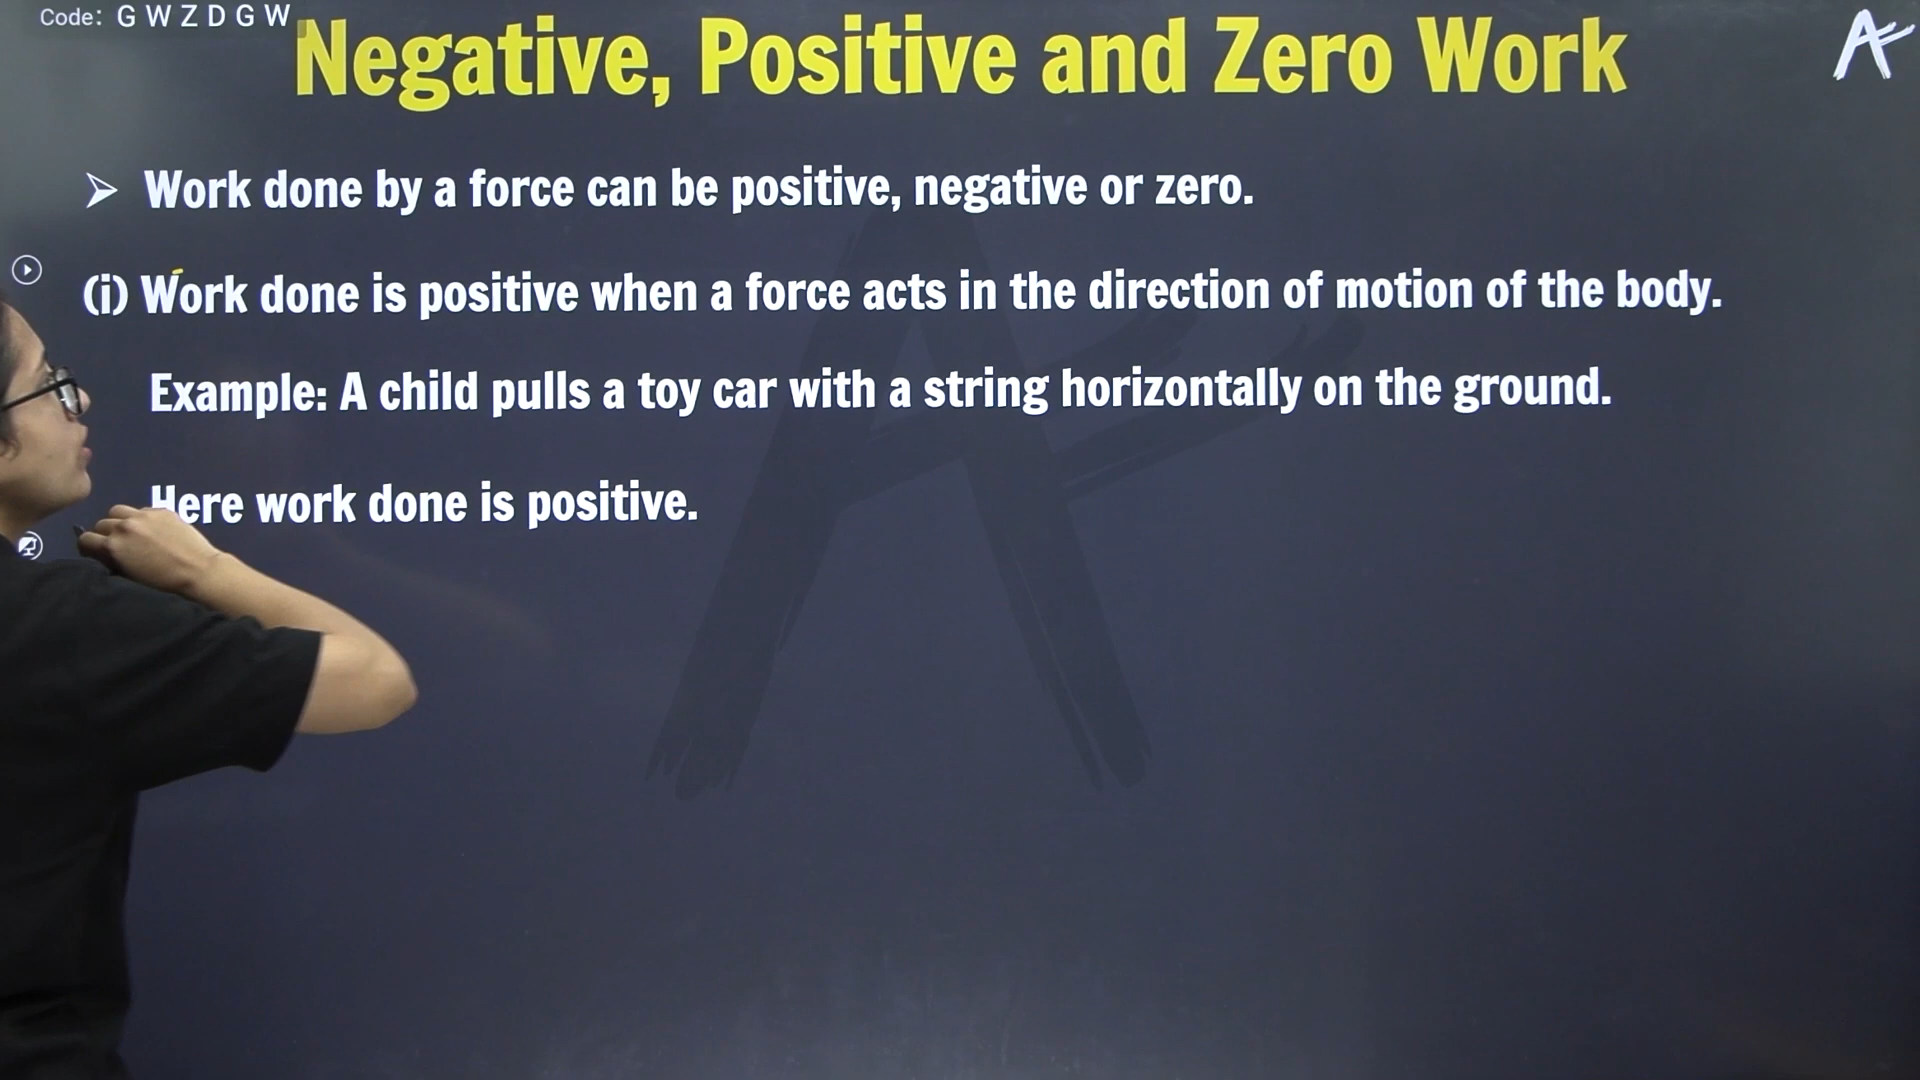 Code: G W Z D G W
Negative, Positive and Zero Work
➢ Work done by a force can be positive, negative or zero.
(i) Work done is positive when a force acts in the direction of motion of the body.
Example: A child pulls a toy car with a string horizontally on the ground.
Here work done is positive.